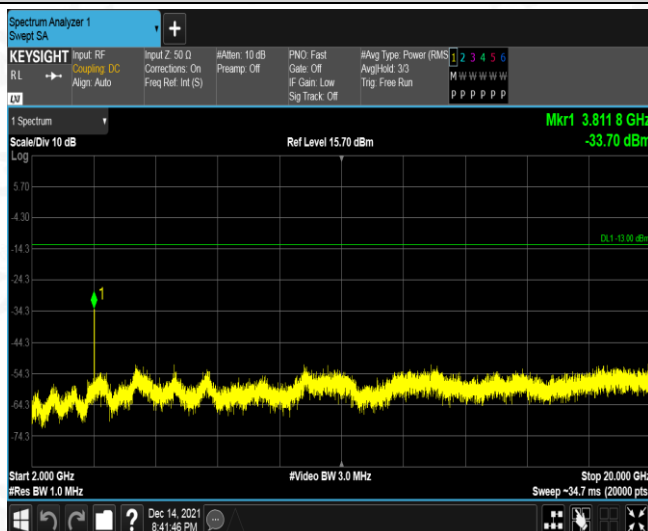 Spectrum Analyzer 1
Swept SA
KEYSIGHT
RL
LXI
Input: RF
Coupling: DC
Align: Auto
Input Z: 50 Ω
Corrections: On
Freq Ref: Int (S)
#Atten: 10 dB
Preamp: Off
PNO: Fast
Gate: Off
IF Gain: Low
Sig Track: Off
#Avg Type: Power (RMS
Avg|Hold: 3/3
Trig: Free Run
1 2 3 4 5 6
M W W W W W
P P P P P P
1 Spectrum
Scale/Div 10 dB
Ref Level 15.70 dBm
Mkr1 3.811 8 GHz
-33.70 dBm
Log
5.70
-4.30
DL1 -13.00 dBm
-14.3
-24.3
1
-34.3
-44.3
-54.3
-64.3
-74.3
Start 2.000 GHz
#Res BW 1.0 MHz
#Video BW 3.0 MHz
Stop 20.000 GHz
Sweep ~34.7 ms (20000 pts
?
Dec 14, 2021
8:41:46 PM